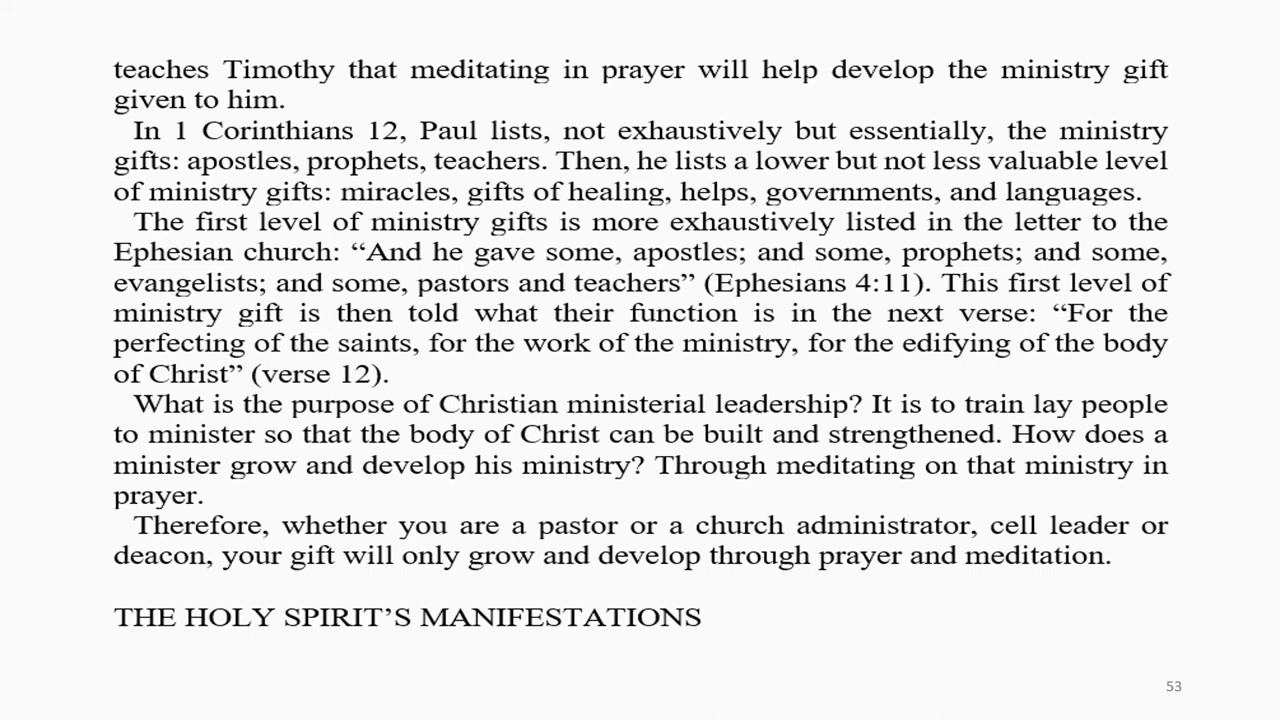 teaches Timothy that meditating in prayer will help develop the ministry gift
given to him.
In 1 Corinthians 12, Paul lists, not exhaustively but essentially, the ministry
gifts: apostles, prophets, teachers. Then, he lists a lower but not less valuable level
of ministry gifts: miracles, gifts of healing, helps, governments, and languages.
The first level of ministry gifts is more exhaustively listed in the letter to the
Ephesian church: “And he gave some, apostles; and some, prophets; and some,
evangelists; and some, pastors and teachers” (Ephesians 4:11). This first level of
ministry gift is then told what their function is in the next verse: “For the
perfecting of the saints, for the work of the ministry, for the edifying of the body
of Christ” (verse 12).
What is the purpose of Christian ministerial leadership? It is to train lay people
to minister so that the body of Christ can be built and strengthened. How does a
minister grow and develop his ministry? Through meditating on that ministry in
prayer.
Therefore, whether you are a pastor or a church administrator, cell leader or
deacon, your gift will only grow and develop through prayer and meditation.
THE HOLY SPIRIT’S MANIFESTATIONS
53